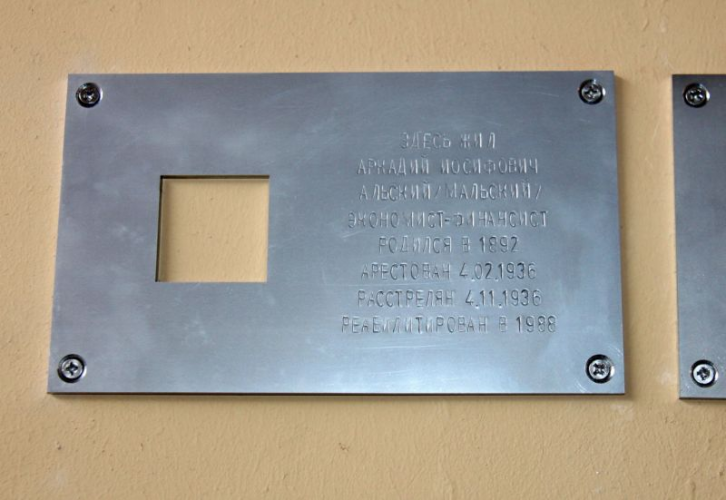 ЗДЕСЬ ЖИЛ
АРКАДИЙ ИОСИФОВИЧ
АЛЬСКИЙ/МАЛЬСКИЙ/
ЭКОНОМИСТ-ФИНАНСИСТ
РОДИЛСЯ В 1892
АРЕСТОВАН 4.02.1936
РАССТРЕЛЯН 4.11.1936
РЕАБИЛИТИРОВАН В 1988